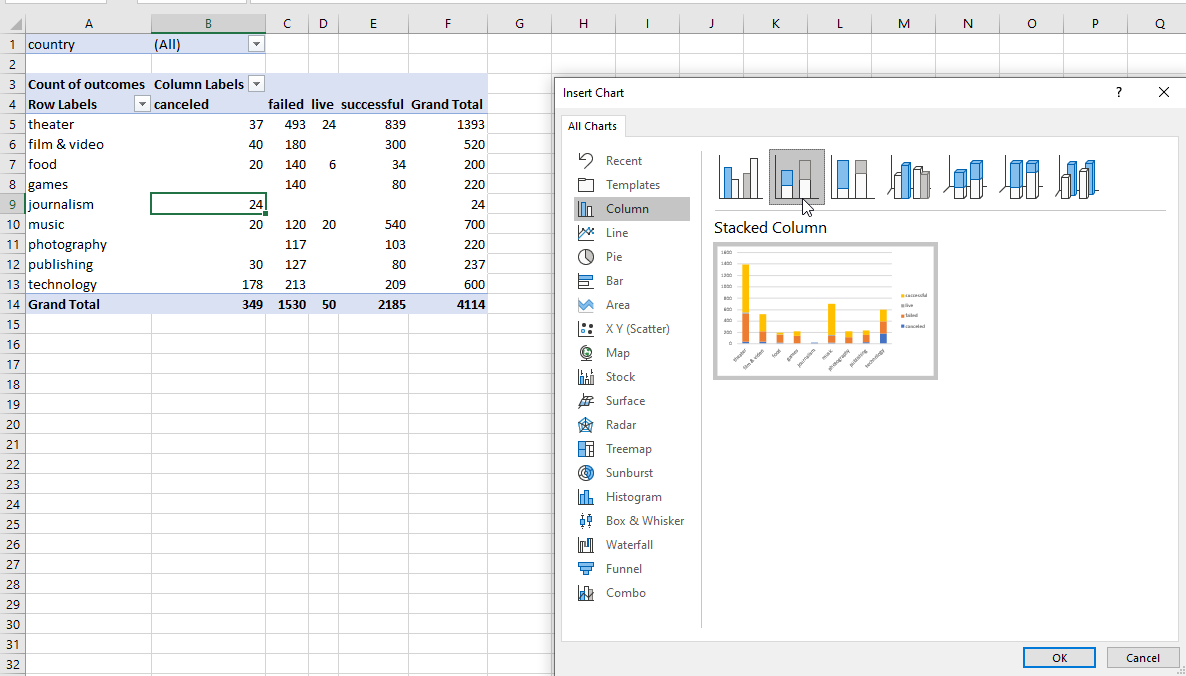 A B C D E F G H I J K L M N O P Q
1 country (All)
2
3 Count of outcomes Column Labels
4 Row Labels canceled failed live successful Grand Total
5 theater 37 493 24 839 1393
6 film & video 40 180 300 520
7 food 20 140 6 34 200
8 games 140 80 220
9 journalism 24 24
10 music 20 120 20 540 700
11 photography 117 103 220
12 publishing 30 127 80 237
13 technology 178 213 209 600
14 Grand Total 349 1530 50 2185 4114
15
16
17
18
19
20
21
22
23
24
25
26
27
28
29
30
31
32
Insert Chart ?
All Charts
Recent
Templates
Column
Line
Pie
Bar
Area
X Y (Scatter)
Map
Stock
Surface
Radar
Treemap
Sunburst
Histogram
Box & Whisker
Waterfall
Funnel
Combo
Stacked Column
1600
1400
1200
1000
800
600
400
200
0
theater film & video food games journalism music photography publishing technology
successful
live
failed
canceled
OK Cancel